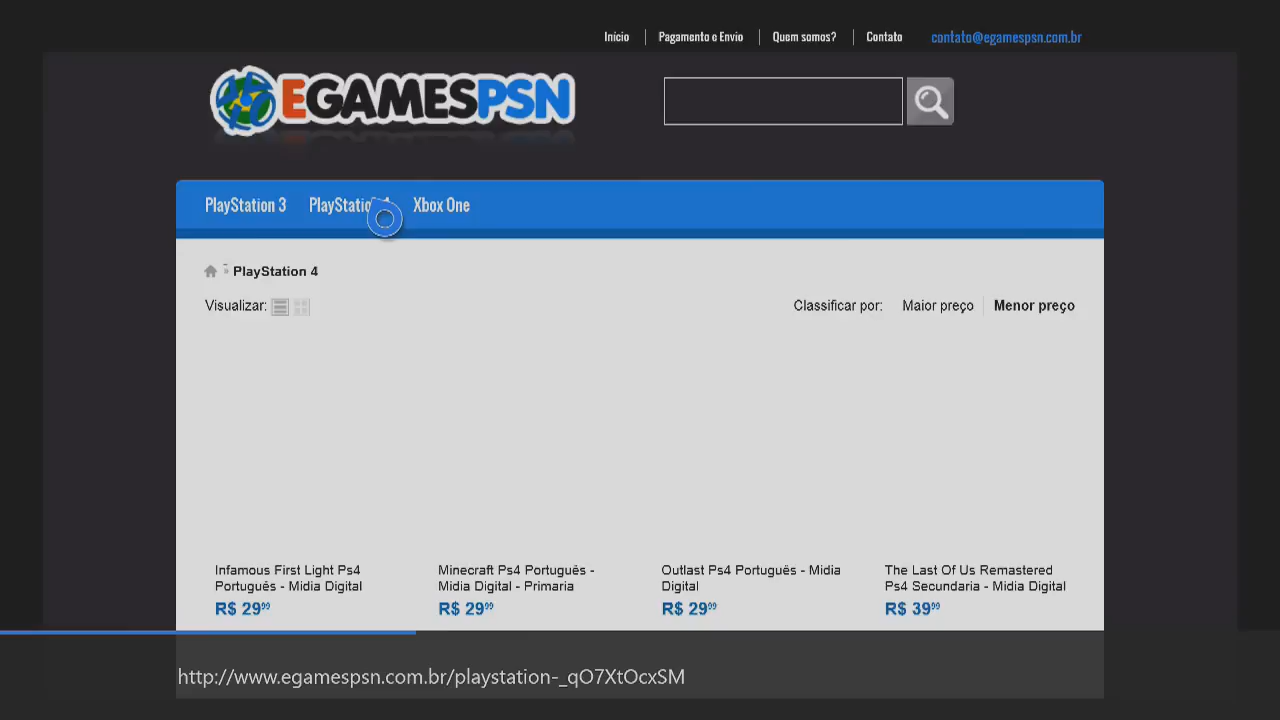 Início Pagamento e Envio Quem somos? Contato contato@egamespsn.com.br
EGAMESPSN
PlayStation 3 PlayStation 4 Xbox One
» PlayStation 4
Visualizar: Classificar por: Maior preço Menor preço
Infamous First Light Ps4
Português - Midia Digital
R$ 29,99
Minecraft Ps4 Português -
Midia Digital - Primaria
R$ 29,99
Outlast Ps4 Português - Midia
Digital
R$ 29,99
The Last Of Us Remastered
Ps4 Secundaria - Midia Digital
R$ 39,99
http://www.egamespsn.com.br/playstation-_qO7XtOcxSM